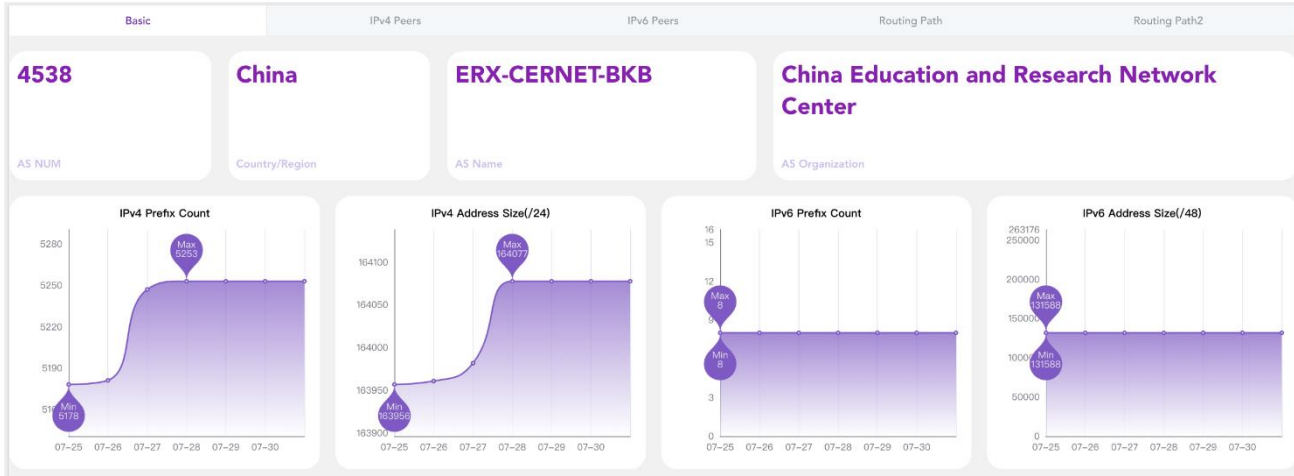 Basic
IPv4 Peers
IPv6 Peers
Routing Path
Routing Path2
4538
AS NUM
China
Country/Region
ERX-CERNET-BKB
AS Name
China Education and Research Network
Center
AS Organization
IPv4 Prefix Count
5280
5250
5220
5190
Max
5253
Min
5178
07-25 07-26 07-27 07-28 07-29 07-30
IPv4 Address Size(/24)
164100
164050
164000
163950
163900
Max
164077
Min
163956
07-25 07-26 07-27 07-28 07-29 07-30
IPv6 Prefix Count
16
15
12
9
3
0
Max
8
Min
8
07-25 07-26 07-27 07-28 07-29 07-30
IPv6 Address Size(/48)
263176
250000
200000
150000
50000
0
Max
131588
Min
131588
07-25 07-26 07-27 07-28 07-29 07-30